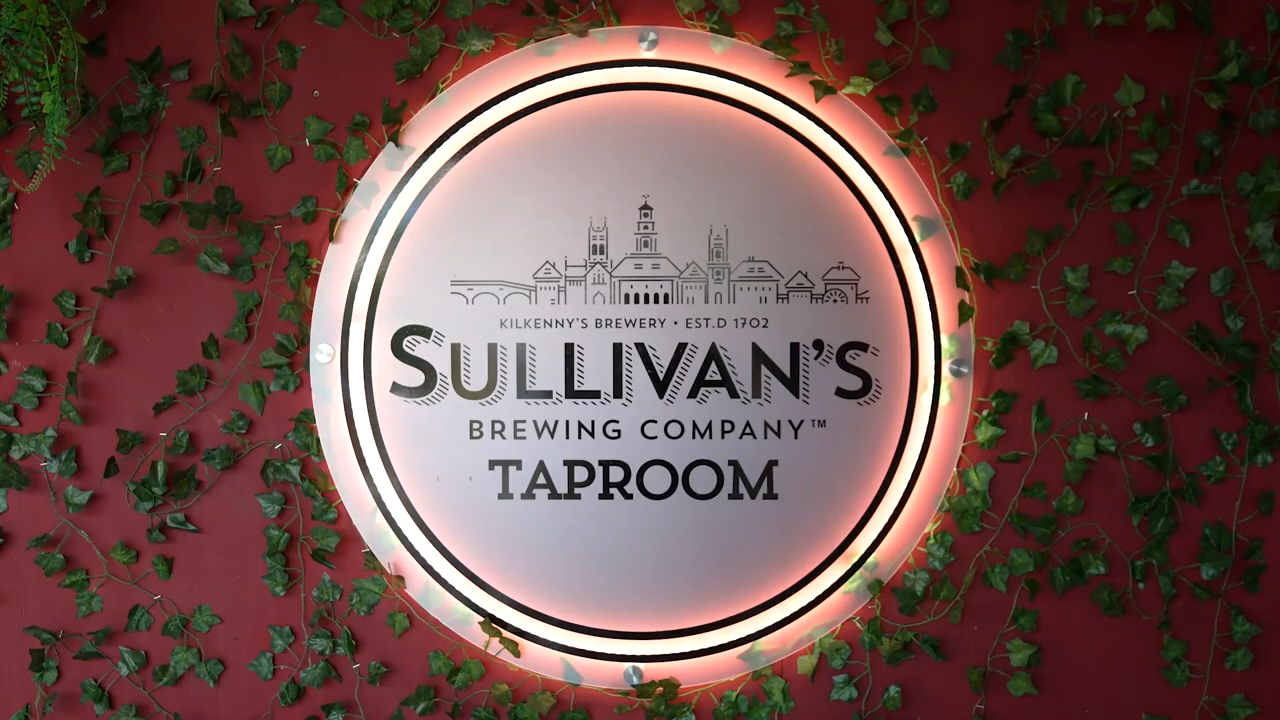 KILKENNY'S BREWERY • EST.D 1702
SULLIVAN'S
BREWING COMPANY™
TAPROOM